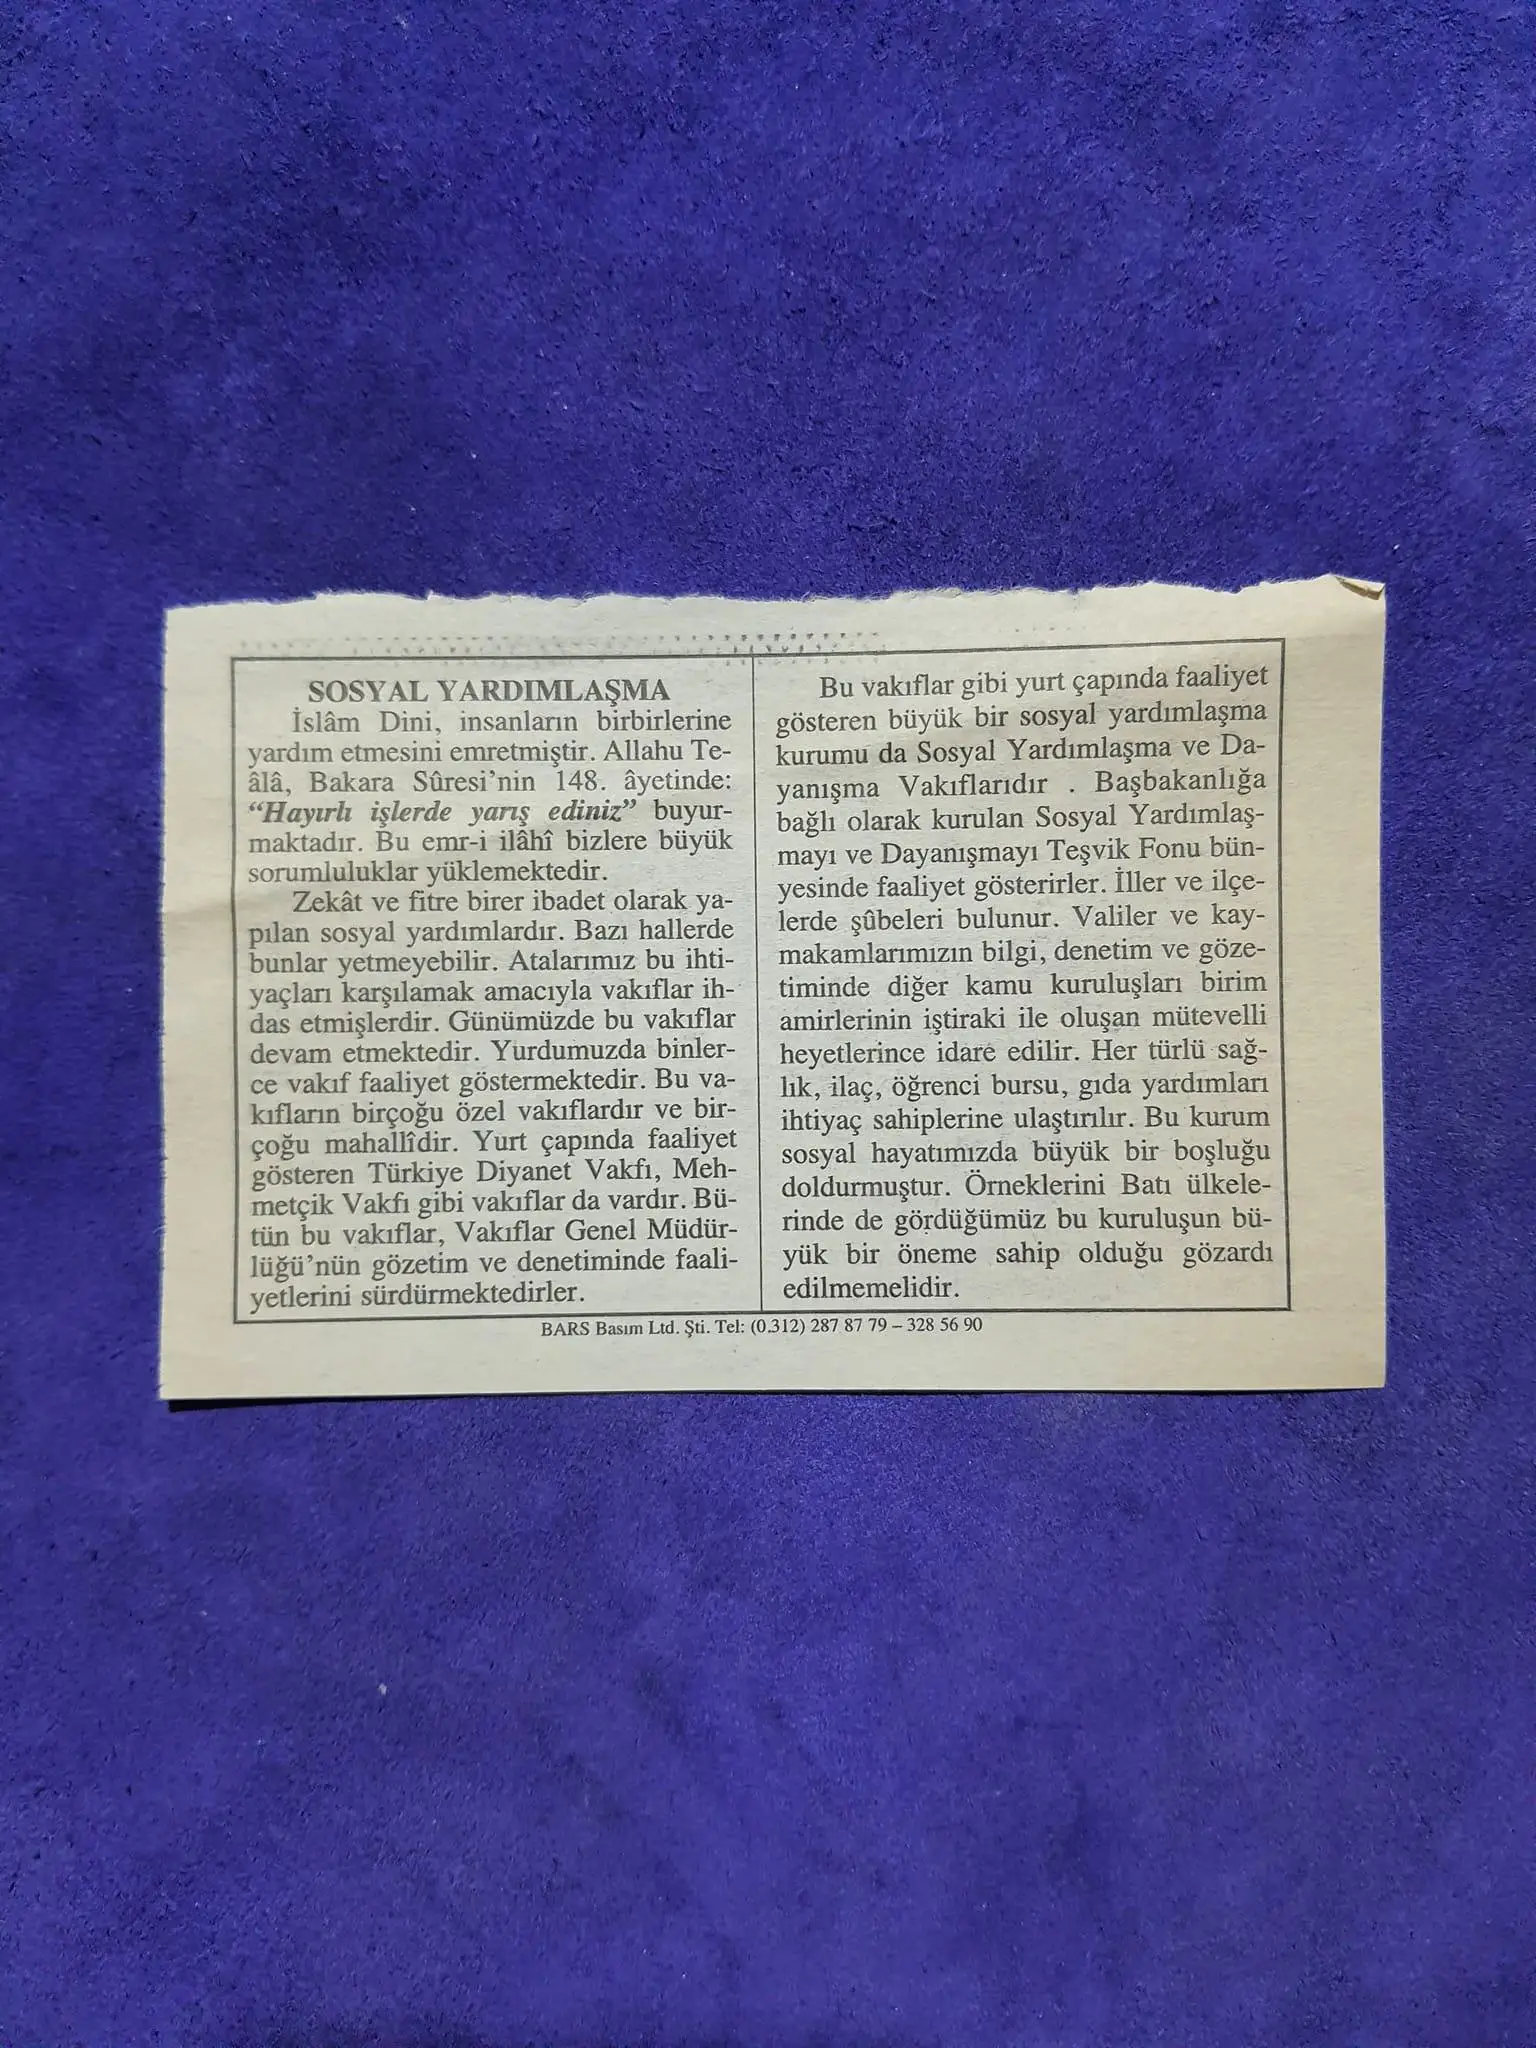 SOSYAL YARDIMLAŞMA
İslâm Dini, insanların birbirlerine
yardım etmesini emretmiştir. Allahu Te-
âlâ, Bakara Sûresi'nin 148. âyetinde:
“Hayırlı işlerde yarış ediniz” buyur-
maktadır. Bu emr-i ilâhî bizlere büyük
sorumluluklar yüklemektedir.
Zekât ve fitre birer ibadet olarak ya-
pılan sosyal yardımlardır. Bazı hallerde
bunlar yetmeyebilir. Atalarımız bu ihti-
yaçları karşılamak amacıyla vakıflar ih-
das etmişlerdir. Günümüzde bu vakıflar
devam etmektedir. Yurdumuzda binler-
ce vakıf faaliyet göstermektedir. Bu va-
kıfların birçoğu özel vakıflardır ve bir-
çoğu mahallîdir. Yurt çapında faaliyet
gösteren Türkiye Diyanet Vakfı, Meh-
metçik Vakfı gibi vakıflar da vardır. Bü-
tün bu vakıflar, Vakıflar Genel Müdür-
lüğü'nün gözetim ve denetiminde faali-
yetlerini sürdürmektedirler.
Bu vakıflar gibi yurt çapında faaliyet
gösteren büyük bir sosyal yardımlaşma
kurumu da Sosyal Yardımlaşma ve Da-
yanışma Vakıflarıdır . Başbakanlığa
bağlı olarak kurulan Sosyal Yardımlaş-
mayı ve Dayanışmayı Teşvik Fonu bün-
yesinde faaliyet gösterirler. İller ve ilçe-
lerde şûbeleri bulunur. Valiler ve kay-
makamlarımızın bilgi, denetim ve göze-
timinde diğer kamu kuruluşları birim
amirlerinin iştiraki ile oluşan mütevelli
heyetlerince idare edilir. Her türlü sağ-
lık, ilaç, öğrenci bursu, gıda yardımları
ihtiyaç sahiplerine ulaştırılır. Bu kurum
sosyal hayatımızda büyük bir boşluğu
doldurmuştur. Örneklerini Batı ülkele-
rinde de gördüğümüz bu kuruluşun bü-
yük bir öneme sahip olduğu gözardı
edilmemelidir.
BARS Basım Ltd. Şti. Tel: (0.312) 287 87 79 – 328 56 90